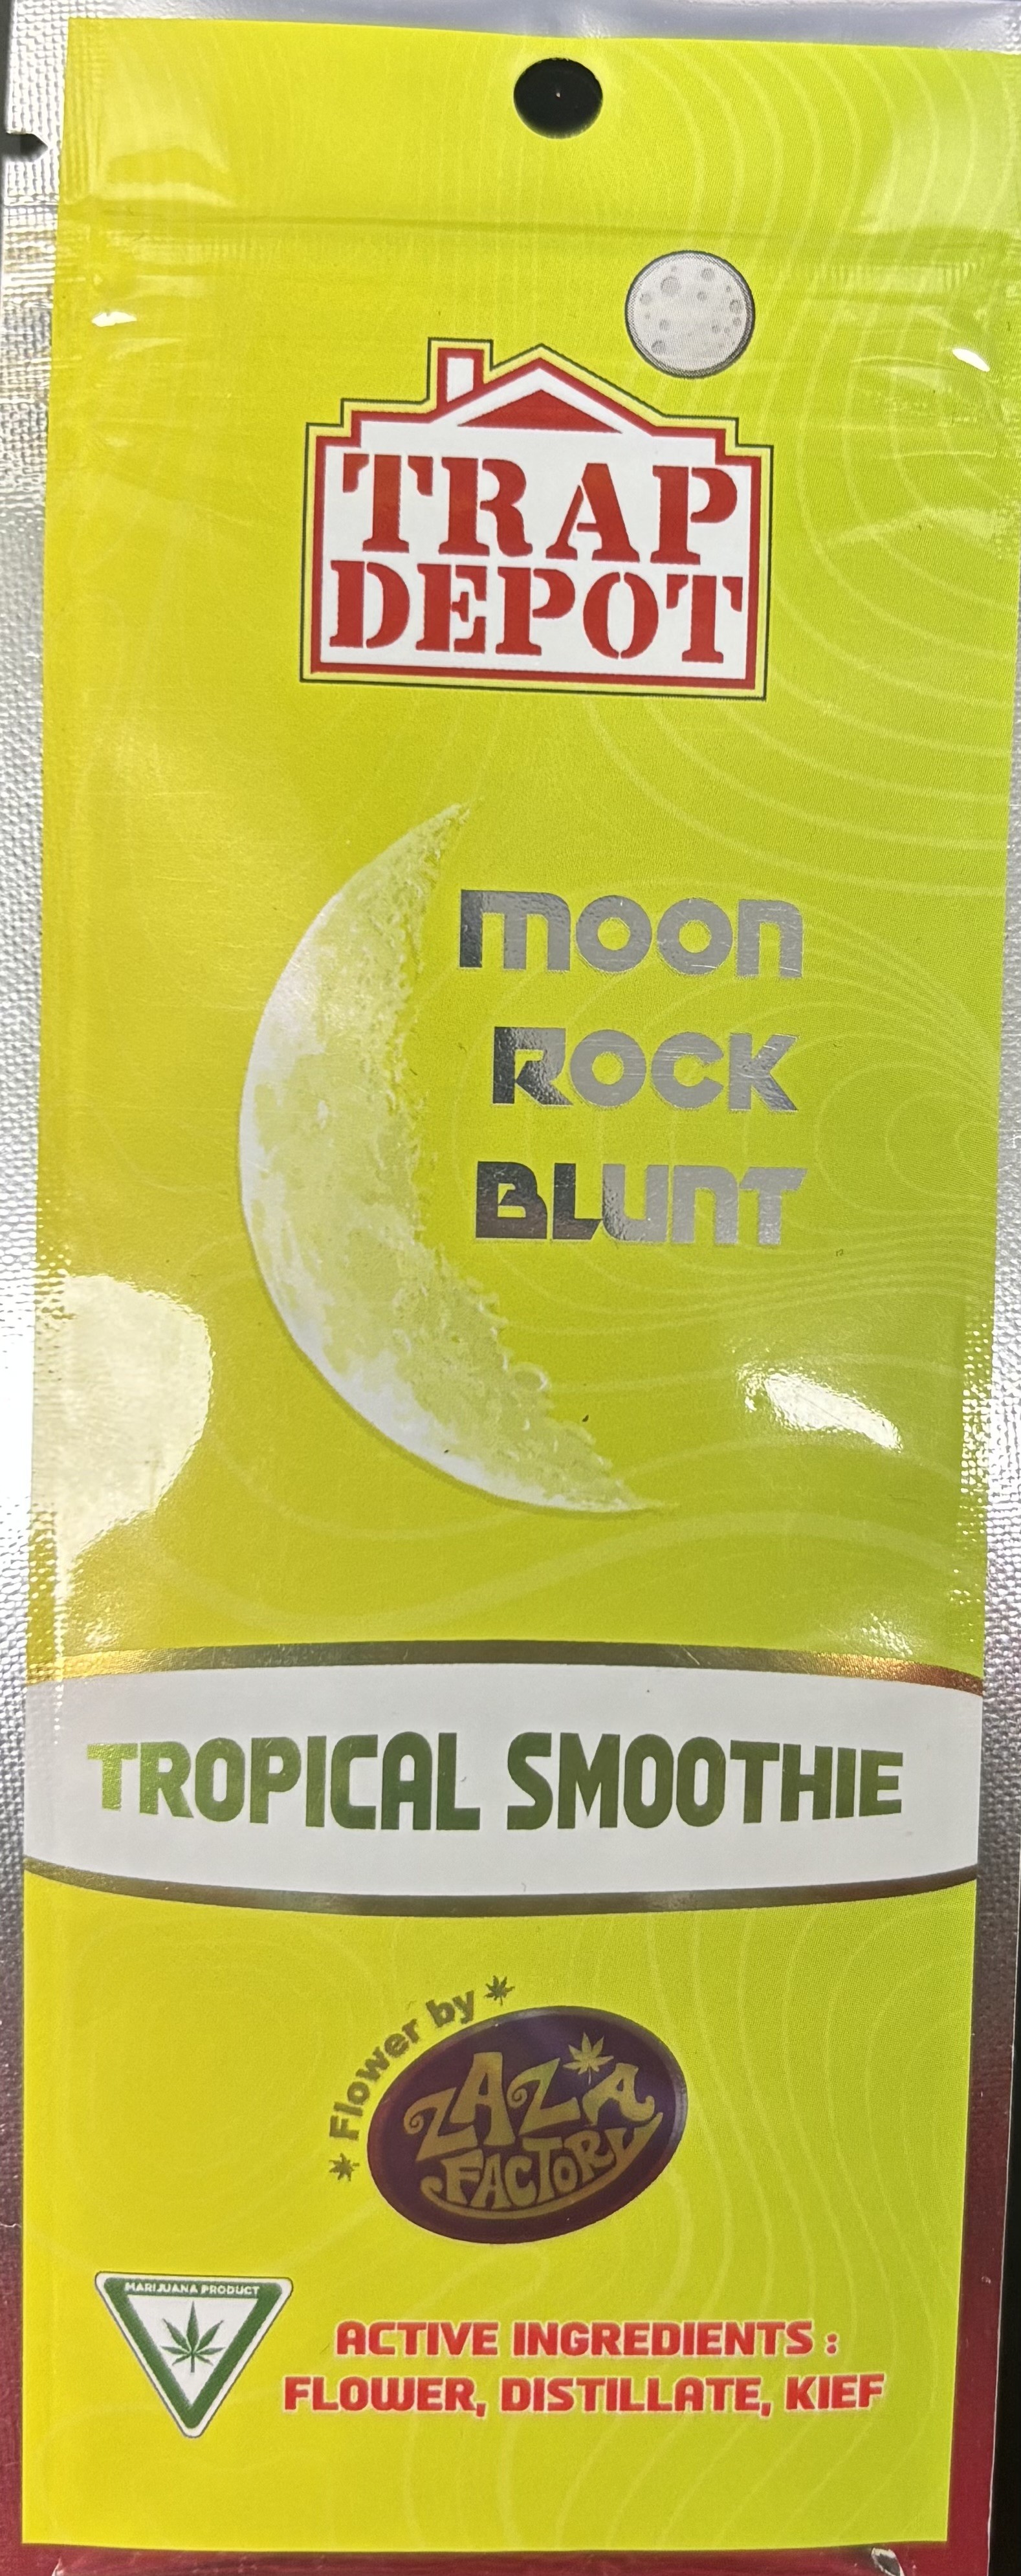 TRAP
DEPOT
MOON
ROCK
BLUNT
TROPICAL SMOOTHIE
Flower by
ZAZA
FACTORY
MARIJUANA PRODUCT
ACTIVE INGREDIENTS :
FLOWER, DISTILLATE, KIEF